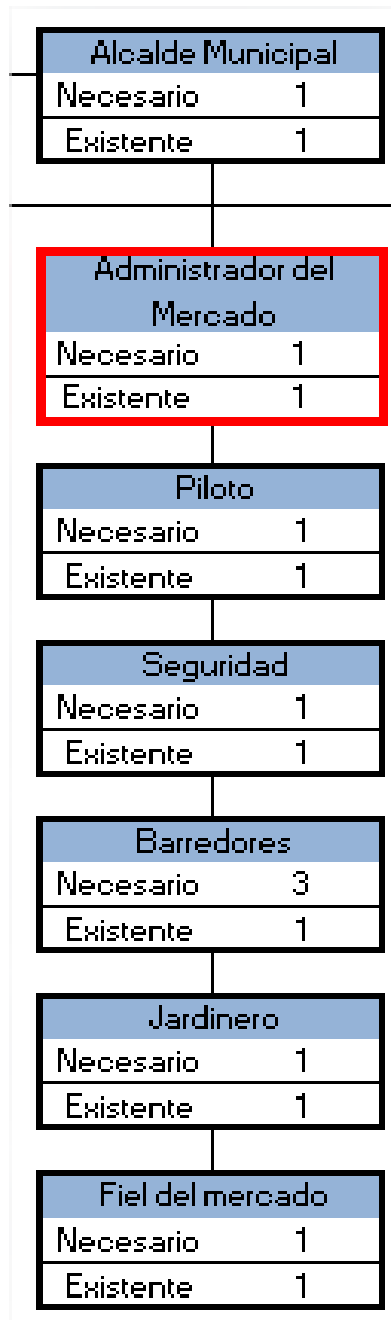 Alcalde Municipal
Necesario 1
Existente 1
Administrador del
Mercado
Necesario 1
Existente 1
Piloto
Necesario 1
Existente 1
Seguridad
Necesario 1
Existente 1
Barredores
Necesario 3
Existente 1
Jardinero
Necesario 1
Existente 1
Fiel del mercado
Necesario 1
Existente 1